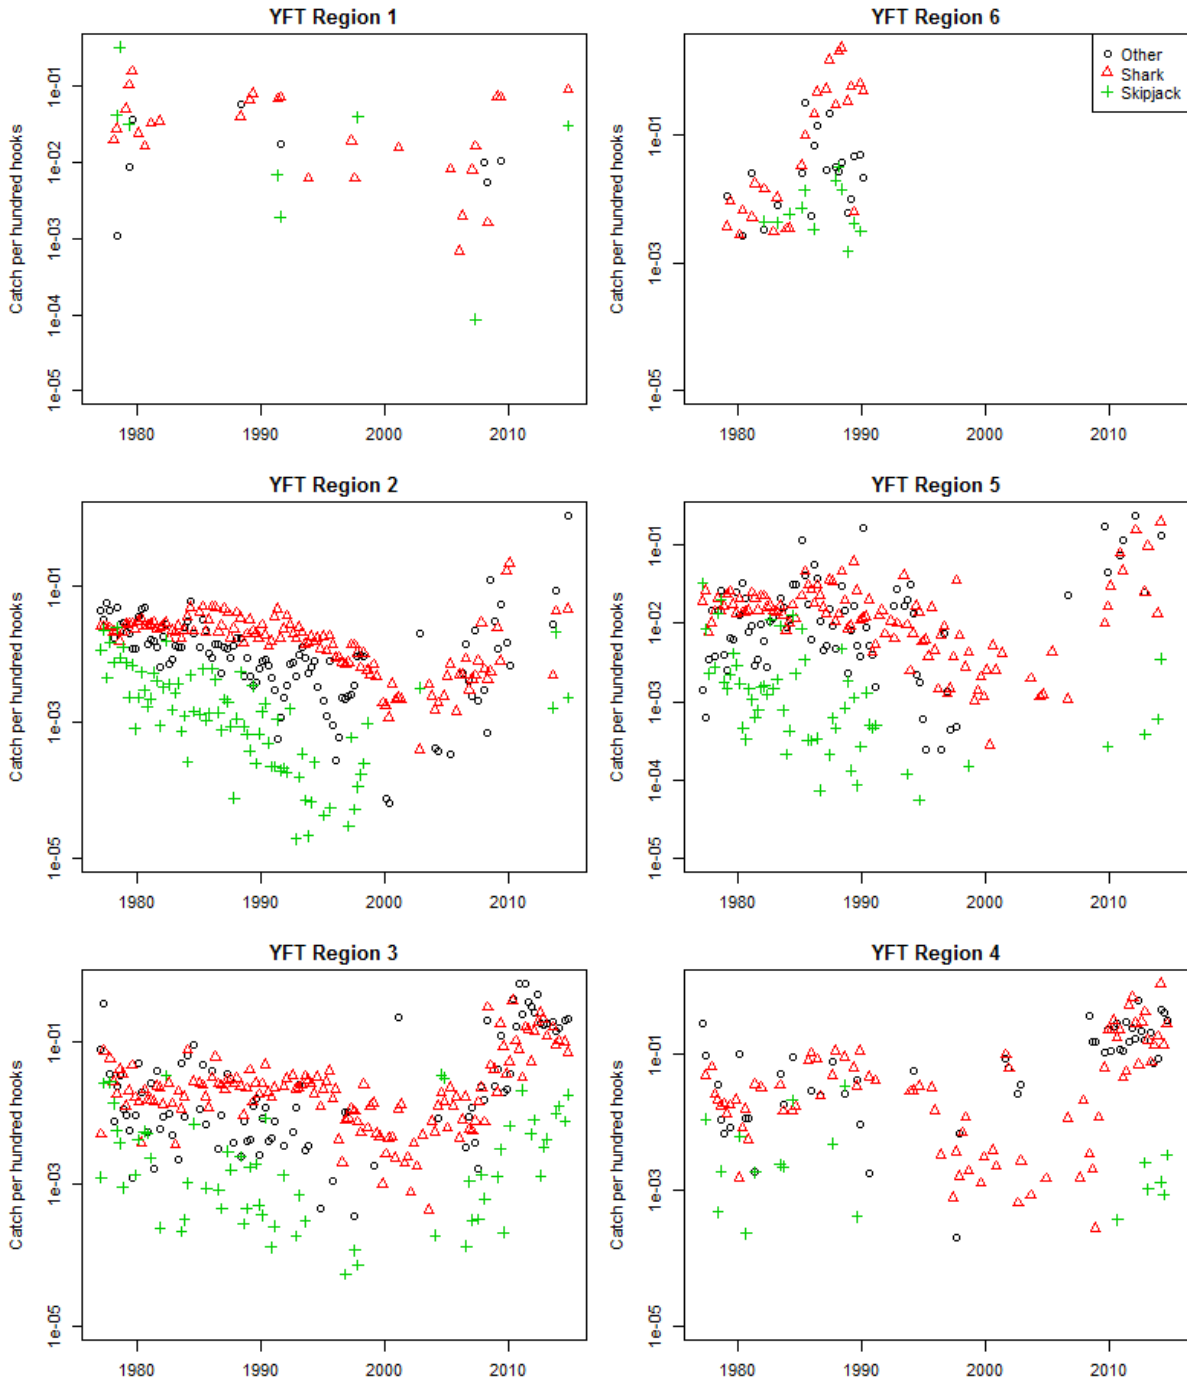 YFT Region 1
Catch per hundred hooks
1e-01
1e-02
1e-03
1e-04
1e-05
1980 1990 2000 2010
YFT Region 6
Other
Shark
Skipjack
Catch per hundred hooks
1e-01
1e-03
1e-05
1980 1990 2000 2010
YFT Region 2
Catch per hundred hooks
1e-01
1e-03
1e-05
1980 1990 2000 2010
YFT Region 5
Catch per hundred hooks
1e-01
1e-02
1e-03
1e-04
1e-05
1980 1990 2000 2010
YFT Region 3
Catch per hundred hooks
1e-01
1e-03
1e-05
1980 1990 2000 2010
YFT Region 4
Catch per hundred hooks
1e-01
1e-03
1e-05
1980 1990 2000 2010